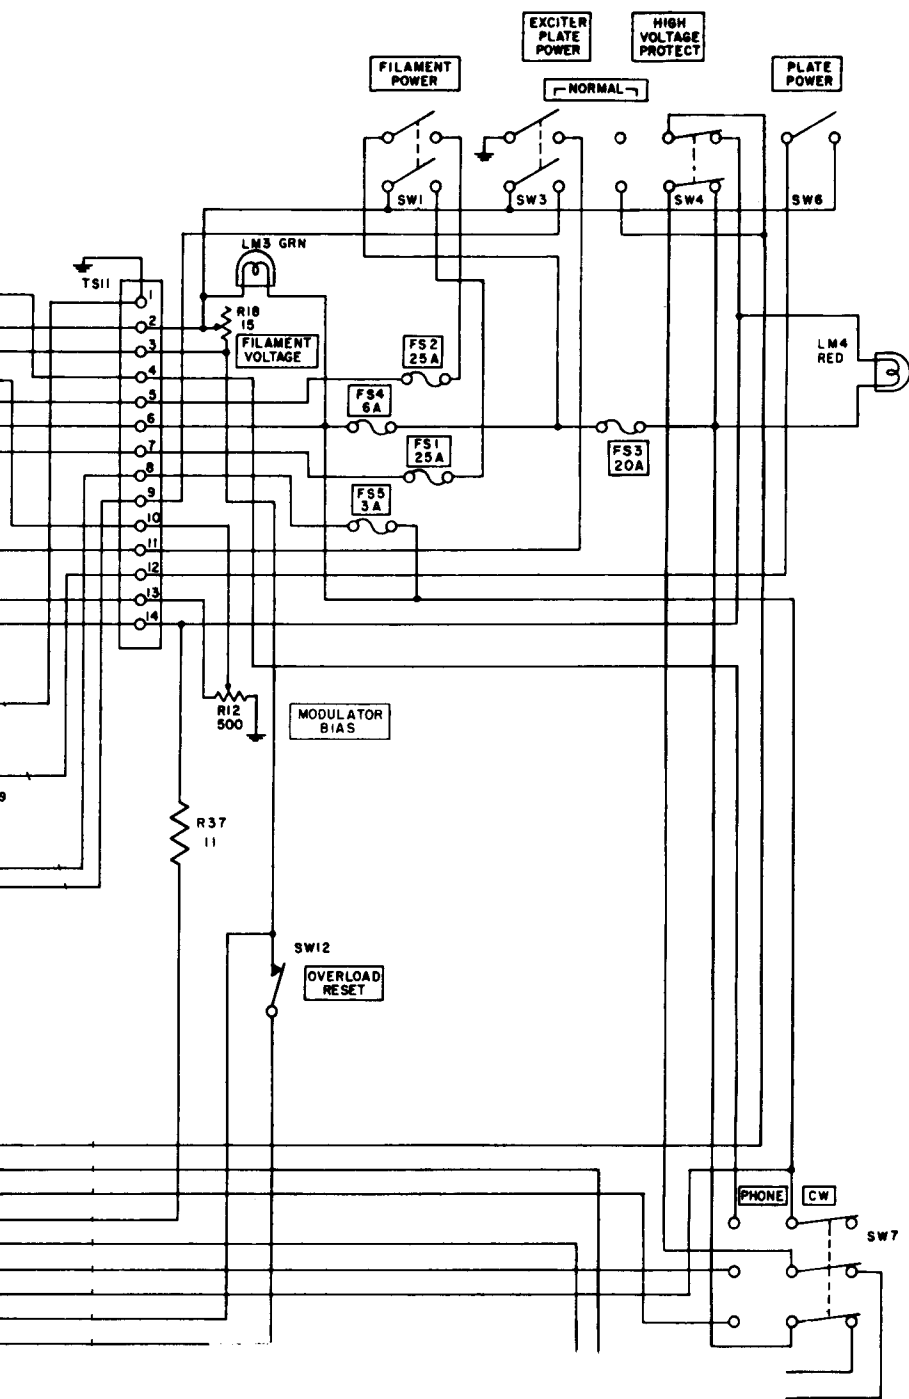 EXCITER
PLATE
POWER
HIGH
VOLTAGE
PROTECT
FILAMENT
POWER
NORMAL
PLATE
POWER
SW1
SW3
SW4
SW6
LM3 GRN
TS11
1
2
3
4
5
6
7
8
9
10
11
12
13
14
R18
15
FILAMENT
VOLTAGE
FS2
25A
LM4
RED
FS4
6A
FS1
25A
FS3
20A
FS5
3A
R12
500
MODULATOR
BIAS
9
R37
11
SW12
OVERLOAD
RESET
PHONE
CW
SW7